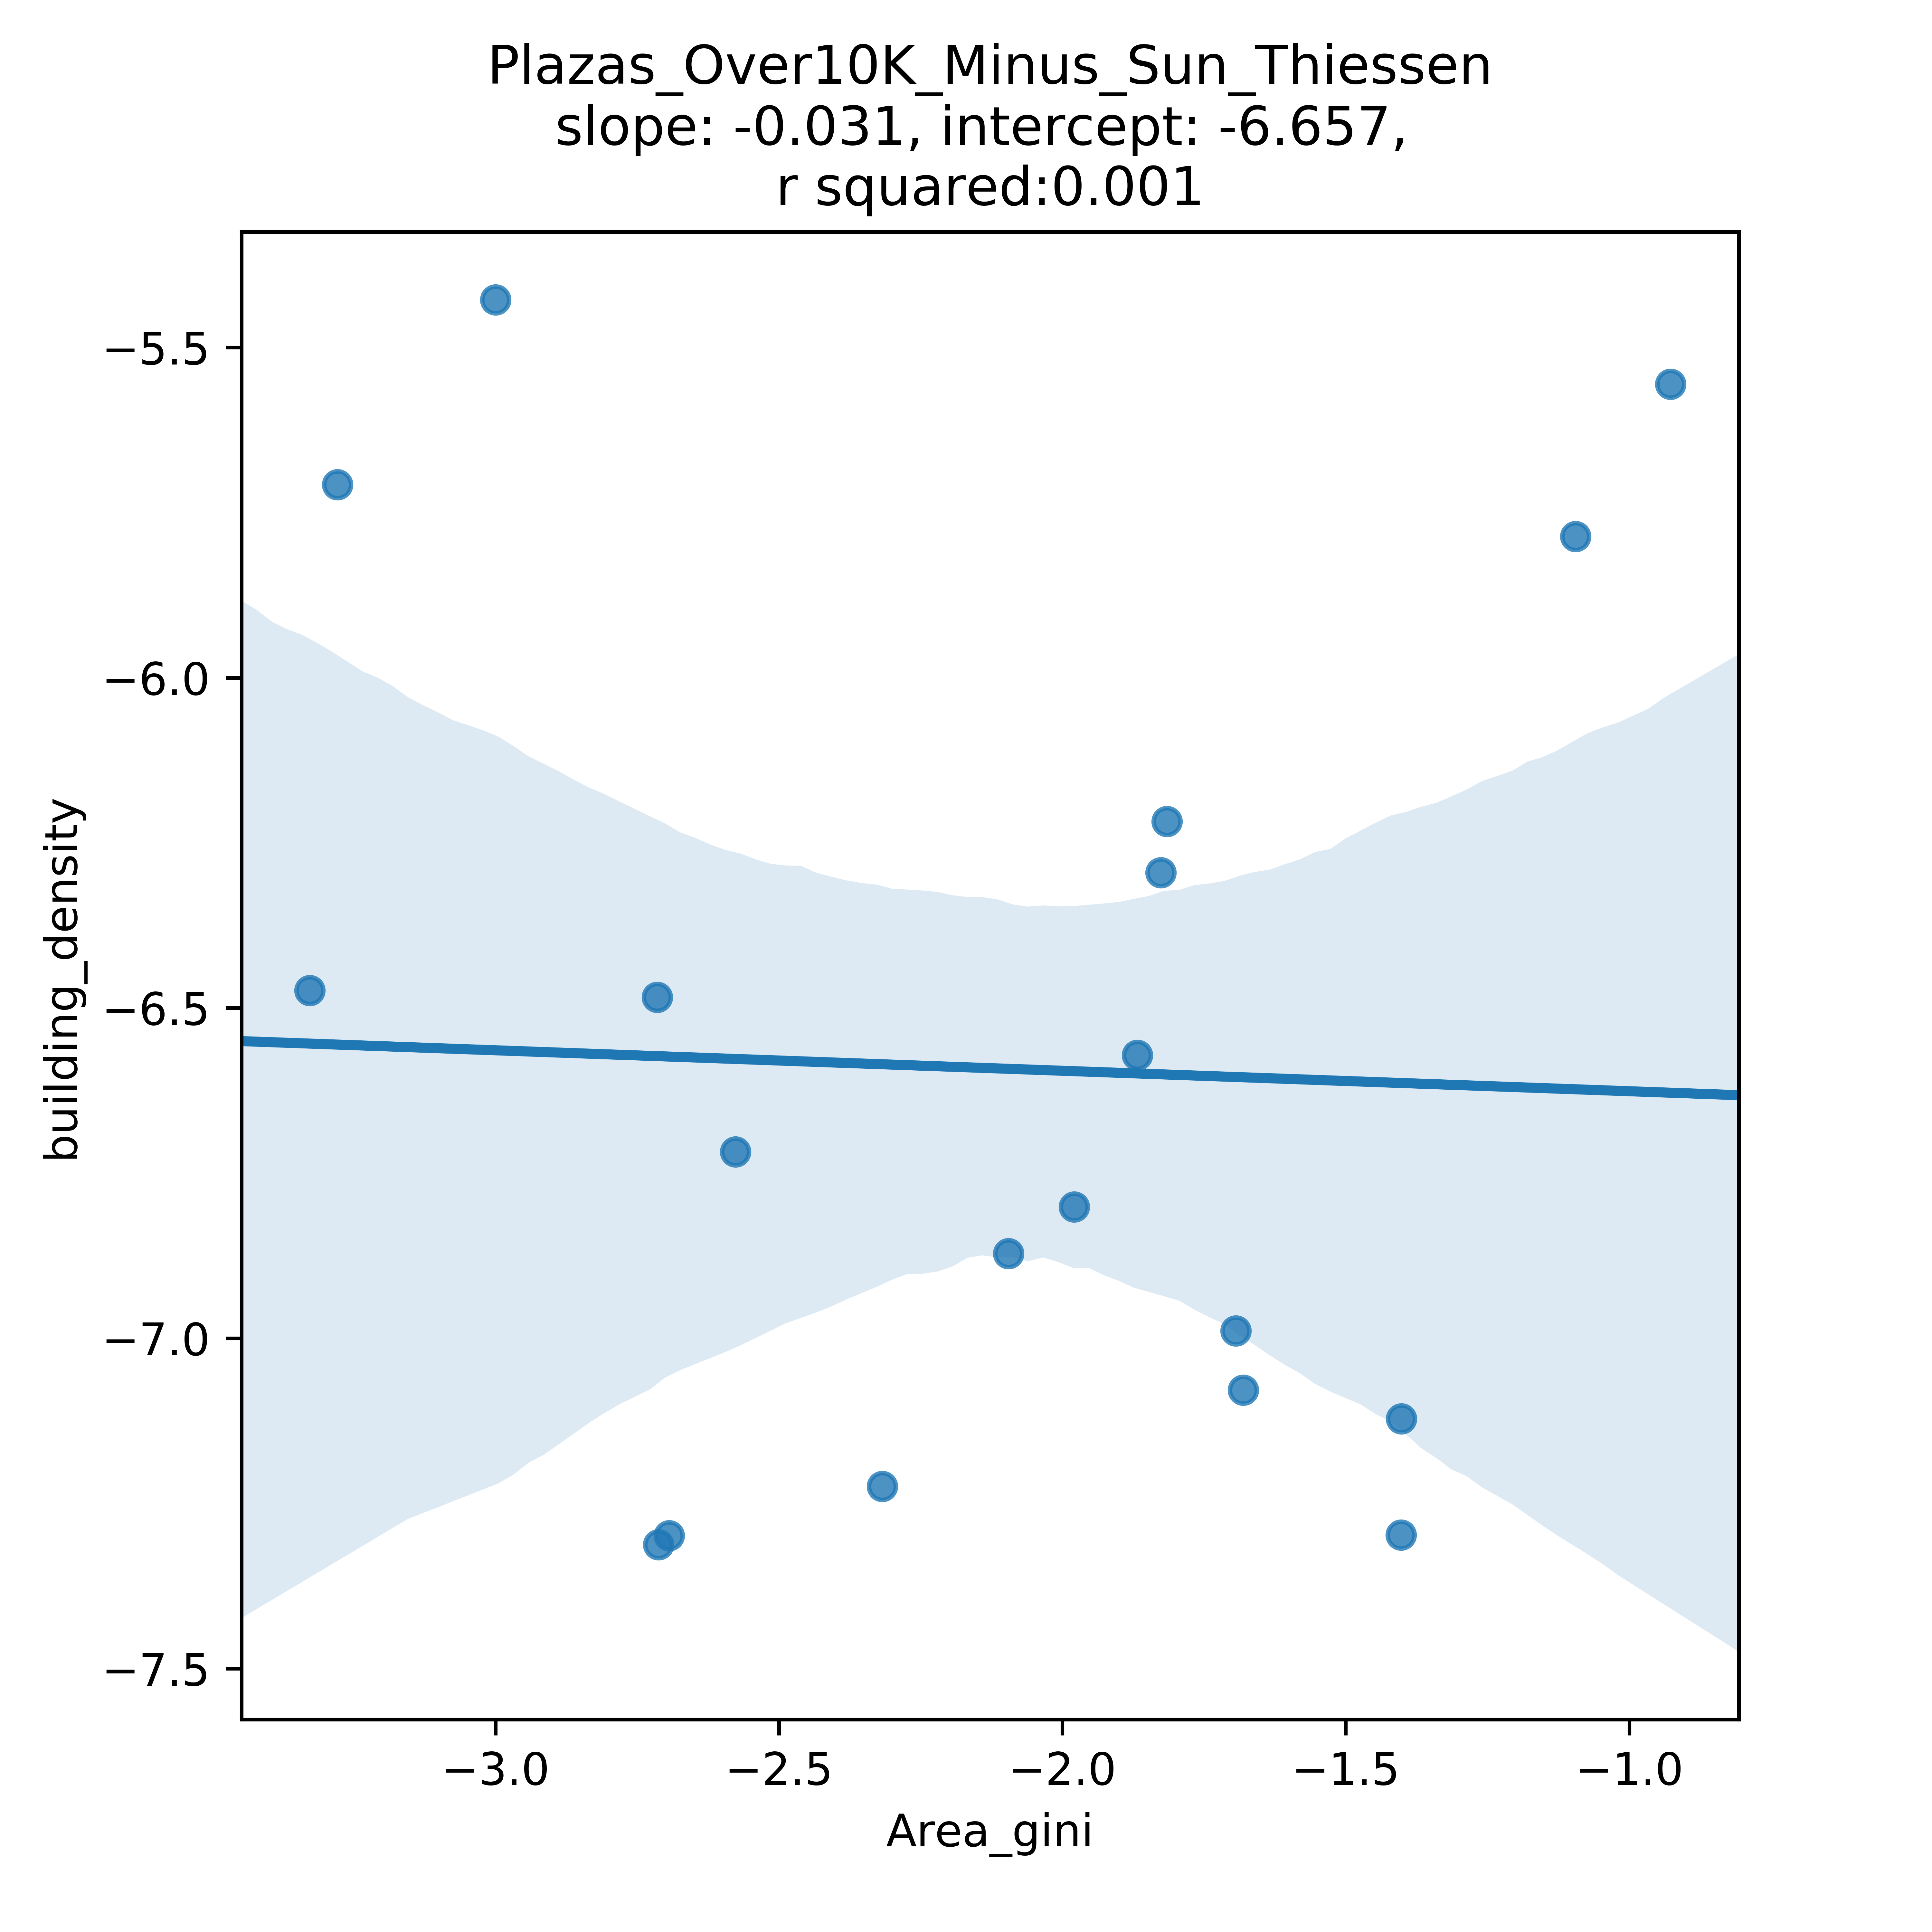 Plazas_Over10K_Minus_Sun_Thiessen
slope: -0.031, intercept: -6.657,
r squared:0.001
building_density
−5.5
−6.0
−6.5
−7.0
−7.5
−3.0 −2.5 −2.0 −1.5 −1.0
Area_gini